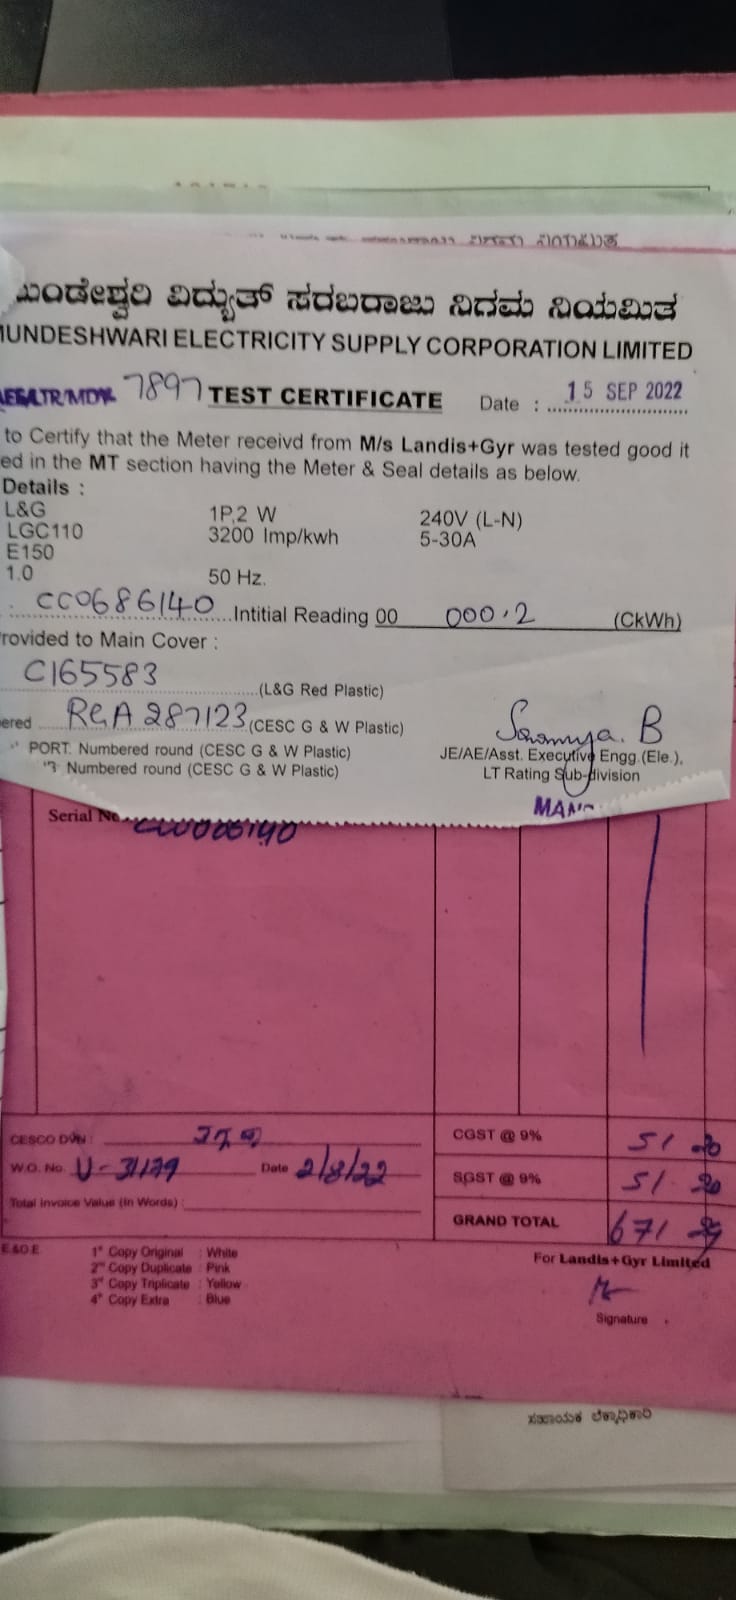 ಮುಂಡೇಶ್ವರಿ ವಿದ್ಯುತ್ ಸರಬರಾಜು ನಿಗಮ ನಿಯಮಿತ
MUNDESHWARI ELECTRICITY SUPPLY CORPORATION LIMITED
7897 TEST CERTIFICATE Date : 15 SEP 2022
to Certify that the Meter receivd from M/s Landis+Gyr was tested good it
ed in the MT section having the Meter & Seal details as below.
Details :
L&G 1P,2 W 240V (L-N)
LGC110 3200 Imp/kwh 5-30A
E150
1.0 50 Hz.
CC0686140 Intitial Reading 00 000.2 (CkWh)
rovided to Main Cover :
C165583 (L&G Red Plastic)
ered RGA 287123 (CESC G & W Plastic)
PORT. Numbered round (CESC G & W Plastic)
Numbered round (CESC G & W Plastic)
B
JE/AE/Asst. Executive Engg.(Ele.),
LT Rating Sub-division
Serial No.
CESCO DVN :
CGST @ 9% 51
W.O. No. U-31179 Date 2/8/22
SGST @ 9% 51
Total Invoice Value (In Words) :
GRAND TOTAL 671
E.&O.E.
1st Copy Original : White
2nd Copy Duplicate : Pink
3rd Copy Triplicate : Yellow
4th Copy Extra : Blue
For Landis+Gyr Limited
Signature